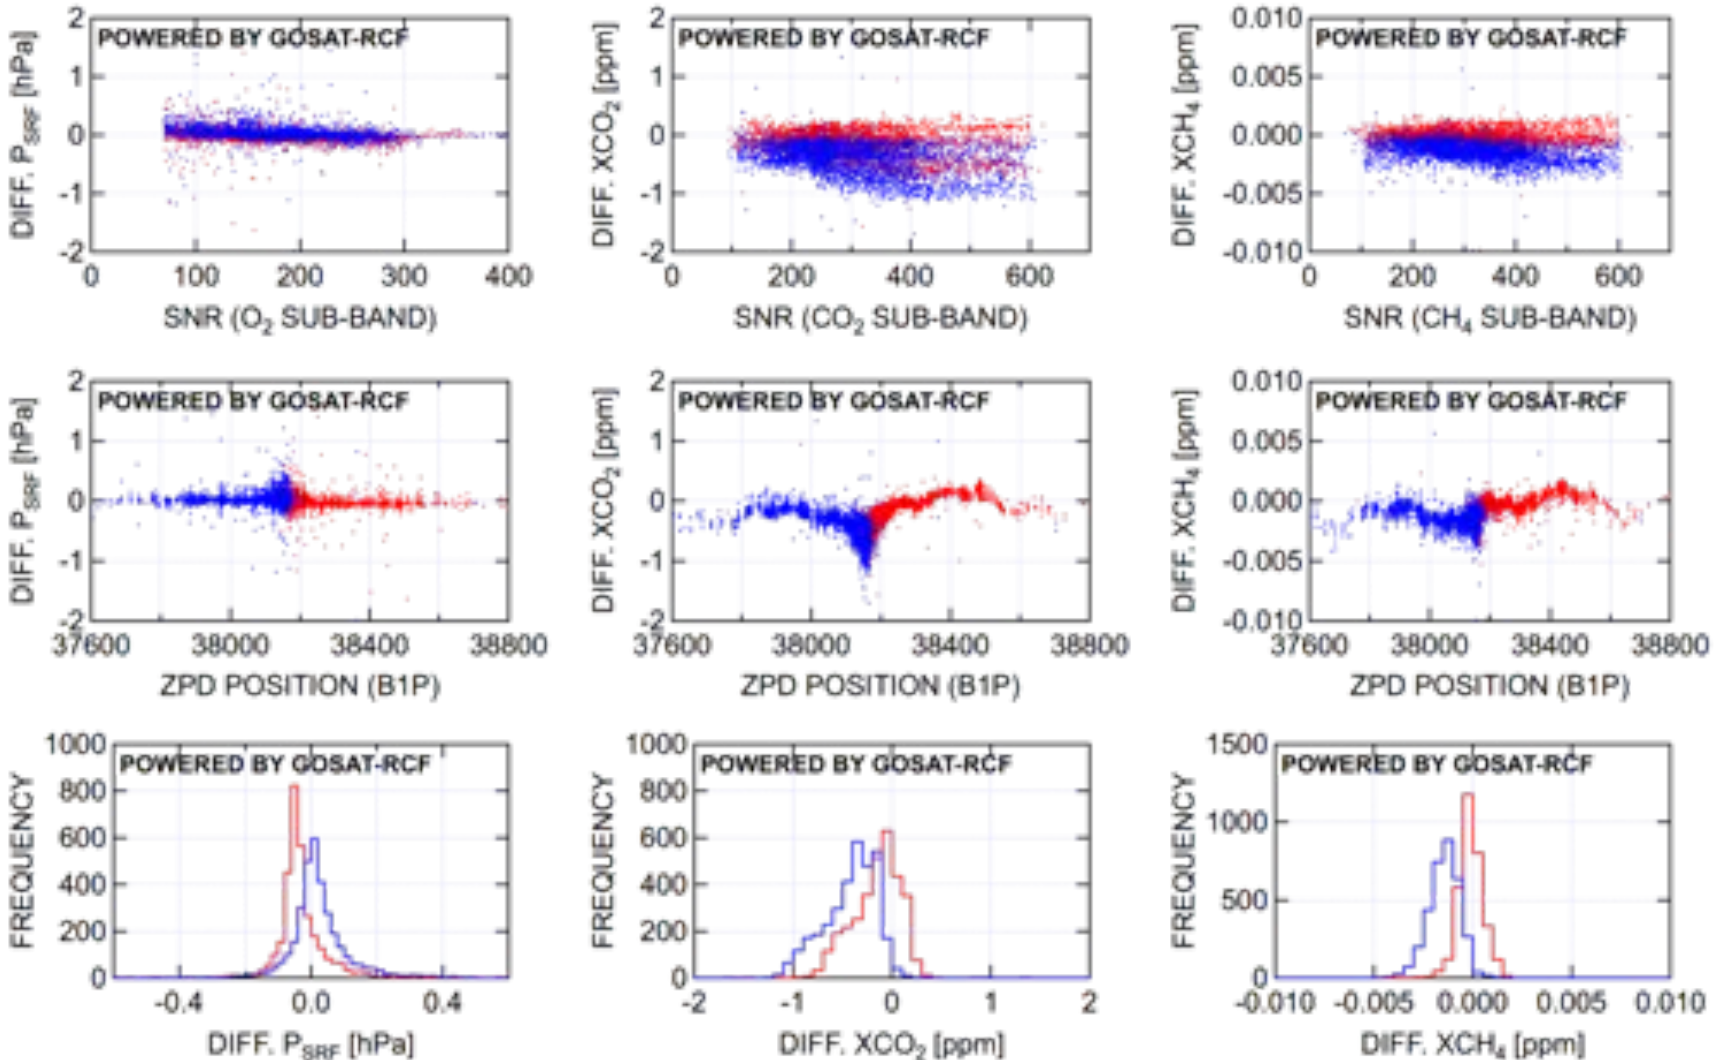 DIFF. P_SRF [hPa]
2
1
0
-1
-2
POWERED BY GOSAT-RCF
0 100 200 300 400
SNR (O₂ SUB-BAND)
DIFF. XCO₂ [ppm]
2
1
0
-1
-2
POWERED BY GOSAT-RCF
0 200 400 600
SNR (CO₂ SUB-BAND)
DIFF. XCH₄ [ppm]
0.010
0.005
0.000
-0.005
-0.010
POWERED BY GOSAT-RCF
0 200 400 600
SNR (CH₄ SUB-BAND)
DIFF. P_SRF [hPa]
2
1
0
-1
-2
POWERED BY GOSAT-RCF
37600 38000 38400 38800
ZPD POSITION (B1P)
DIFF. XCO₂ [ppm]
2
1
0
-1
-2
POWERED BY GOSAT-RCF
37600 38000 38400 38800
ZPD POSITION (B1P)
DIFF. XCH₄ [ppm]
0.010
0.005
0.000
-0.005
-0.010
POWERED BY GOSAT-RCF
37600 38000 38400 38800
ZPD POSITION (B1P)
FREQUENCY
1000
800
600
400
200
0
POWERED BY GOSAT-RCF
-0.4 0.0 0.4
DIFF. P_SRF [hPa]
FREQUENCY
1000
800
600
400
200
0
POWERED BY GOSAT-RCF
-2 -1 0 1 2
DIFF. XCO₂ [ppm]
FREQUENCY
1500
1000
500
0
POWERED BY GOSAT-RCF
-0.010 -0.005 0.000 0.005 0.010
DIFF. XCH₄ [ppm]